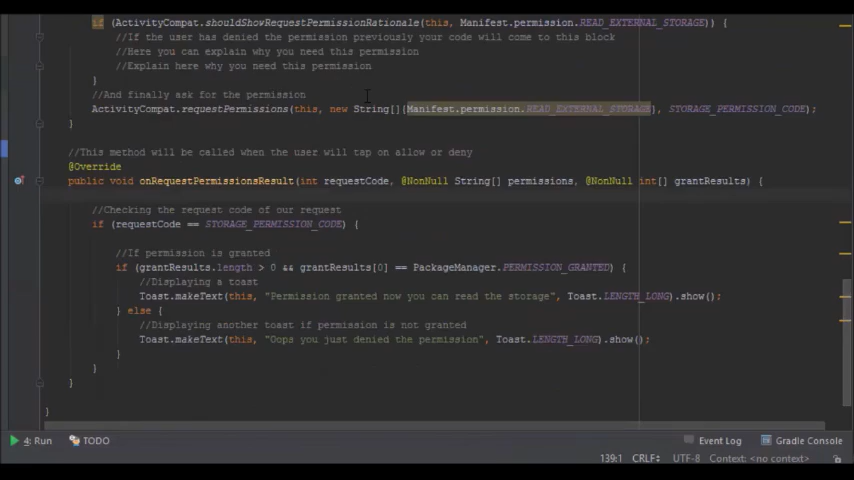 if (ActivityCompat.shouldShowRequestPermissionRationale(this, Manifest.permission.READ_EXTERNAL_STORAGE)) {
//If the user has denied the permission previously your code will come to this block
//Here you can explain why you need this permission
//Explain here why you need this permission
}
//And finally ask for the permission
ActivityCompat.requestPermissions(this, new String[]{Manifest.permission.READ_EXTERNAL_STORAGE}, STORAGE_PERMISSION_CODE);
}
//This method will be called when the user will tap on allow or deny
@Override
public void onRequestPermissionsResult(int requestCode, @NonNull String[] permissions, @NonNull int[] grantResults) {
//Checking the request code of our request
if (requestCode == STORAGE_PERMISSION_CODE) {
//If permission is granted
if (grantResults.length > 0 && grantResults[0] == PackageManager.PERMISSION_GRANTED) {
//Displaying a toast
Toast.makeText(this, "Permission granted now you can read the storage", Toast.LENGTH_LONG).show();
} else {
//Displaying another toast if permission is not granted
Toast.makeText(this, "Oops you just denied the permission", Toast.LENGTH_LONG).show();
}
}
}
}
4: Run TODO Event Log Gradle Console
139:1 CRLF UTF-8 Context: <no context>